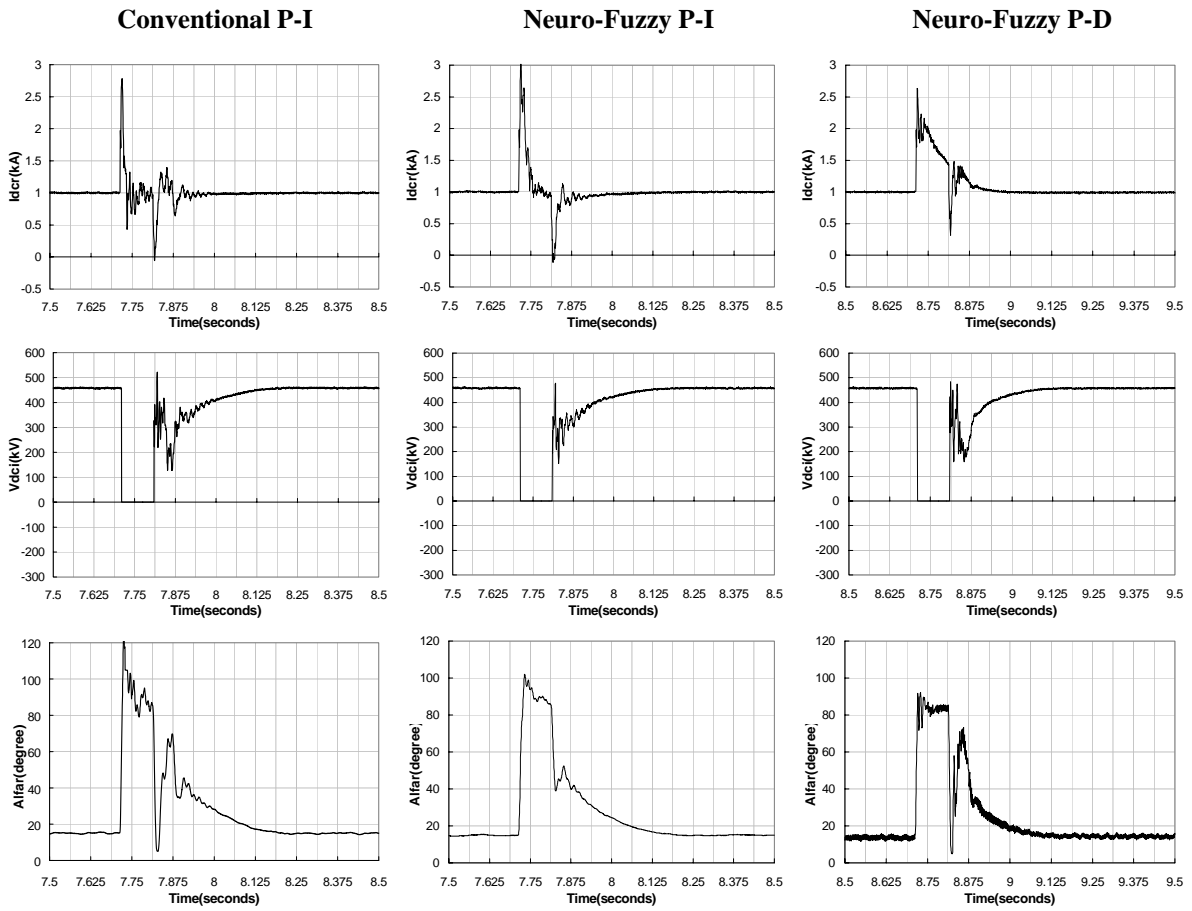 Conventional P-I
Neuro-Fuzzy P-I
Neuro-Fuzzy P-D
3
2.5
2
1.5
1
0.5
0
-0.5
Idcr(kA)
7.5 7.625 7.75 7.875 8 8.125 8.25 8.375 8.5
Time(seconds)
3
2.5
2
1.5
1
0.5
0
-0.5
Idcr(kA)
7.5 7.625 7.75 7.875 8 8.125 8.25 8.375 8.5
Time(seconds)
3
2.5
2
1.5
1
0.5
0
-0.5
Idcr(kA)
8.5 8.625 8.75 8.875 9 9.125 9.25 9.375 9.5
Time(seconds)
600
500
400
300
200
100
0
-100
-200
-300
Vdci(kV)
7.5 7.625 7.75 7.875 8 8.125 8.25 8.375 8.5
Time(seconds)
600
500
400
300
200
100
0
-100
-200
-300
Vdci(kV)
7.5 7.625 7.75 7.875 8 8.125 8.25 8.375 8.5
Time(seconds)
600
500
400
300
200
100
0
-100
-200
-300
Vdci(kV)
8.5 8.625 8.75 8.875 9 9.125 9.25 9.375 9.5
Time(seconds)
120
100
80
60
40
20
0
Alfar(degree)
7.5 7.625 7.75 7.875 8 8.125 8.25 8.375 8.5
Time(seconds)
120
100
80
60
40
20
0
Alfar(degree)
7.5 7.625 7.75 7.875 8 8.125 8.25 8.375 8.5
Time(seconds)
120
100
80
60
40
20
0
Alfar(degree)
8.5 8.625 8.75 8.875 9 9.125 9.25 9.375 9.5
Time(seconds)